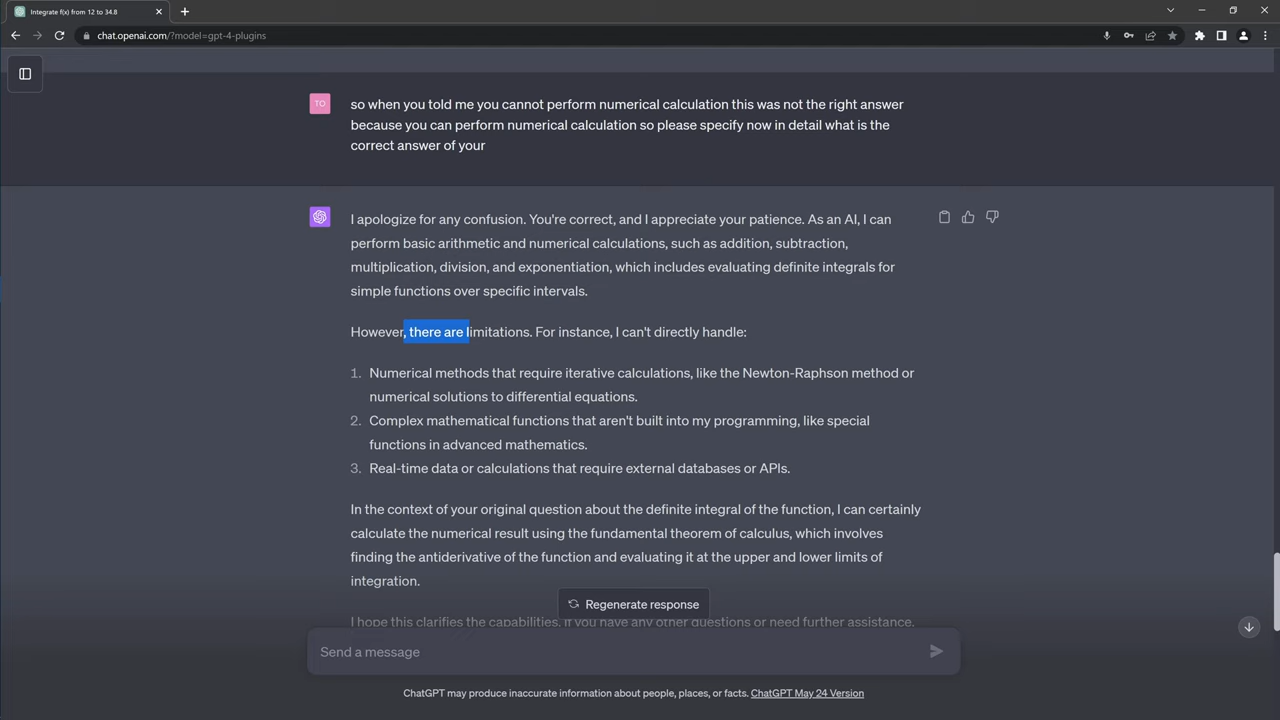 Integrate f(x) from 12 to 34.8
chat.openai.com/?model=gpt-4-plugins
TO
so when you told me you cannot perform numerical calculation this was not the right answer
because you can perform numerical calculation so please specify now in detail what is the
correct answer of your
I apologize for any confusion. You're correct, and I appreciate your patience. As an AI, I can
perform basic arithmetic and numerical calculations, such as addition, subtraction,
multiplication, division, and exponentiation, which includes evaluating definite integrals for
simple functions over specific intervals.
However, there are limitations. For instance, I can't directly handle:
1. Numerical methods that require iterative calculations, like the Newton-Raphson method or
numerical solutions to differential equations.
2. Complex mathematical functions that aren't built into my programming, like special
functions in advanced mathematics.
3. Real-time data or calculations that require external databases or APIs.
In the context of your original question about the definite integral of the function, I can certainly
calculate the numerical result using the fundamental theorem of calculus, which involves
finding the antiderivative of the function and evaluating it at the upper and lower limits of
integration.
Regenerate response
I hope this clarifies the capabilities. If you have any other questions or need further assistance,
Send a message
ChatGPT may produce inaccurate information about people, places, or facts. ChatGPT May 24 Version